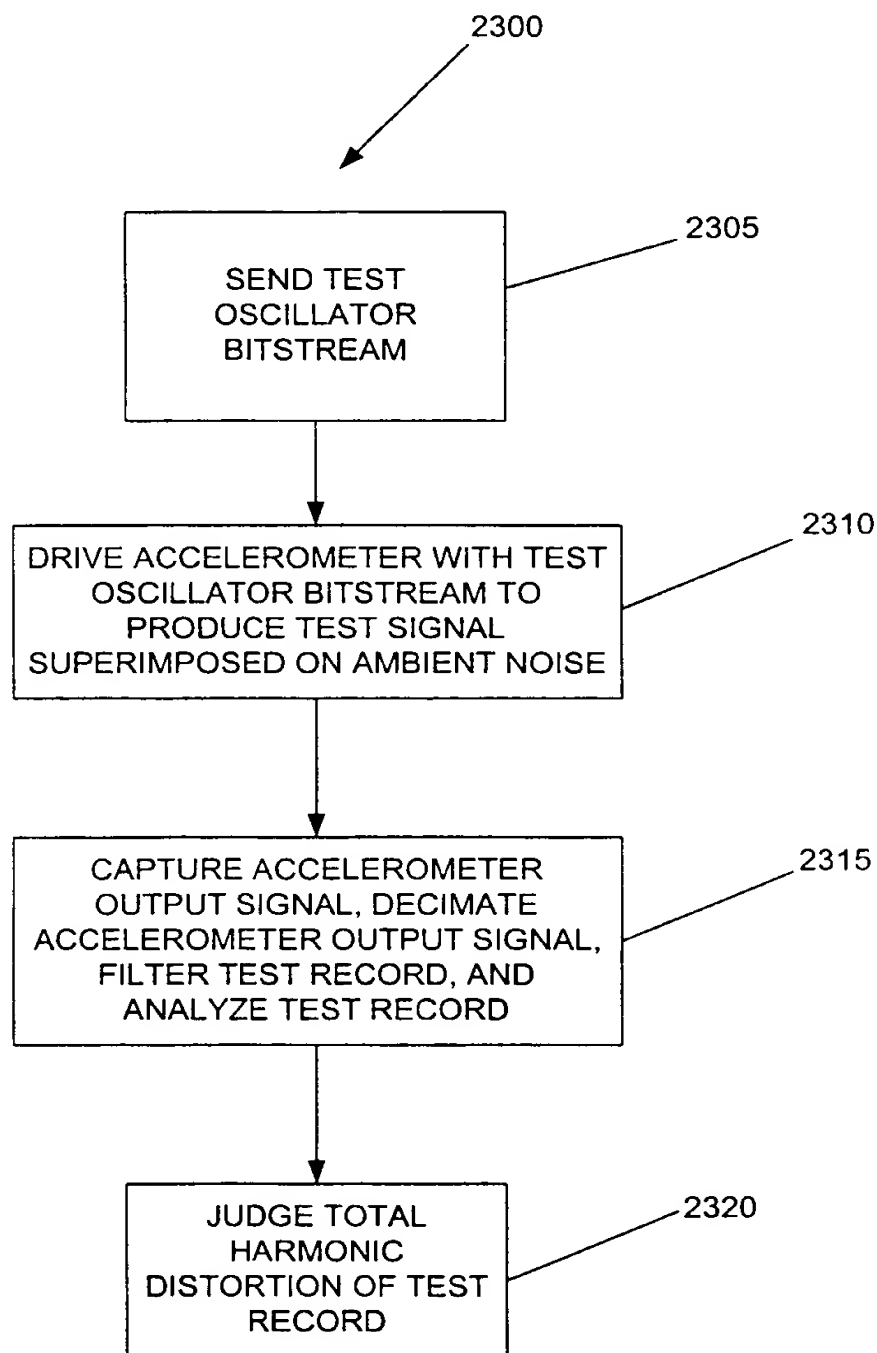 2300
2305
SEND TEST
OSCILLATOR
BITSTREAM
2310
DRIVE ACCELEROMETER WITH TEST
OSCILLATOR BITSTREAM TO
PRODUCE TEST SIGNAL
SUPERIMPOSED ON AMBIENT NOISE
2315
CAPTURE ACCELEROMETER
OUTPUT SIGNAL, DECIMATE
ACCELEROMETER OUTPUT SIGNAL,
FILTER TEST RECORD, AND
ANALYZE TEST RECORD
2320
JUDGE TOTAL
HARMONIC
DISTORTION OF TEST
RECORD